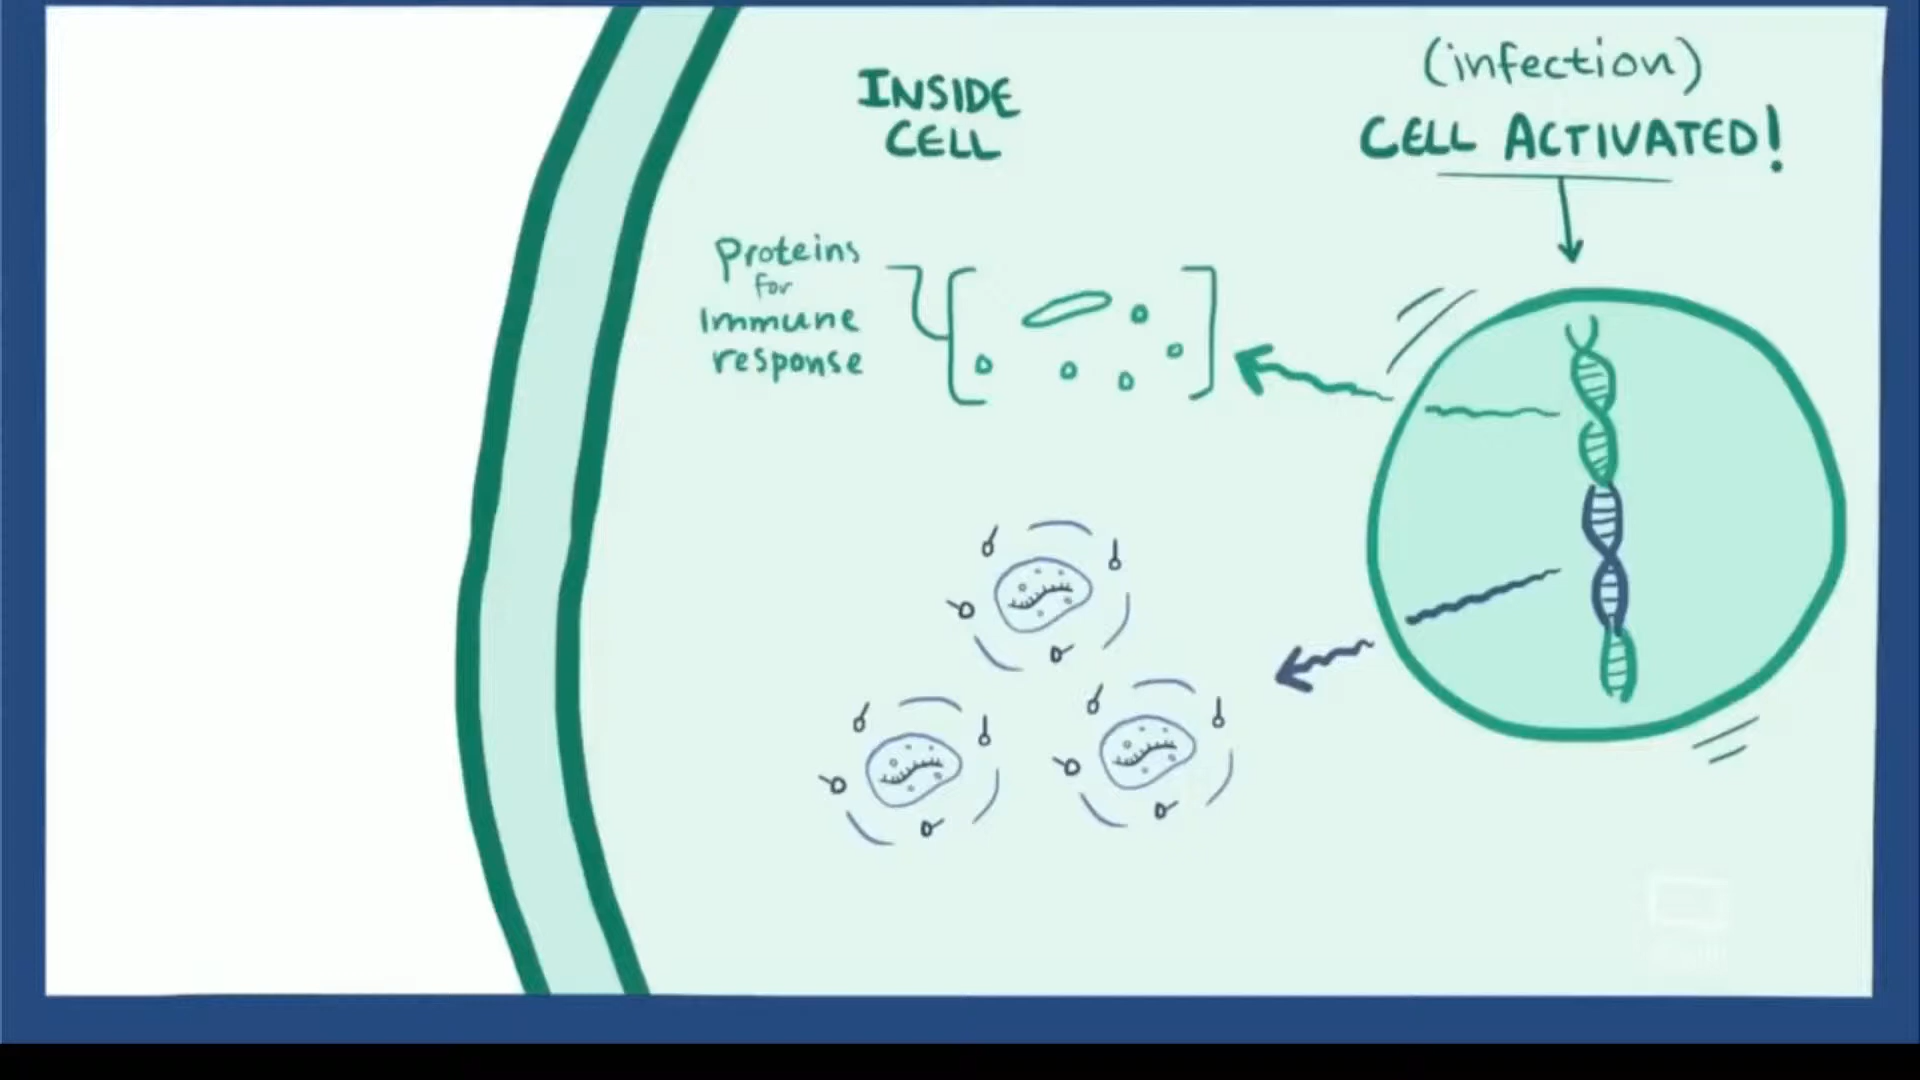 INSIDE
CELL
(infection)
CELL ACTIVATED!
Proteins
for
Immune
response